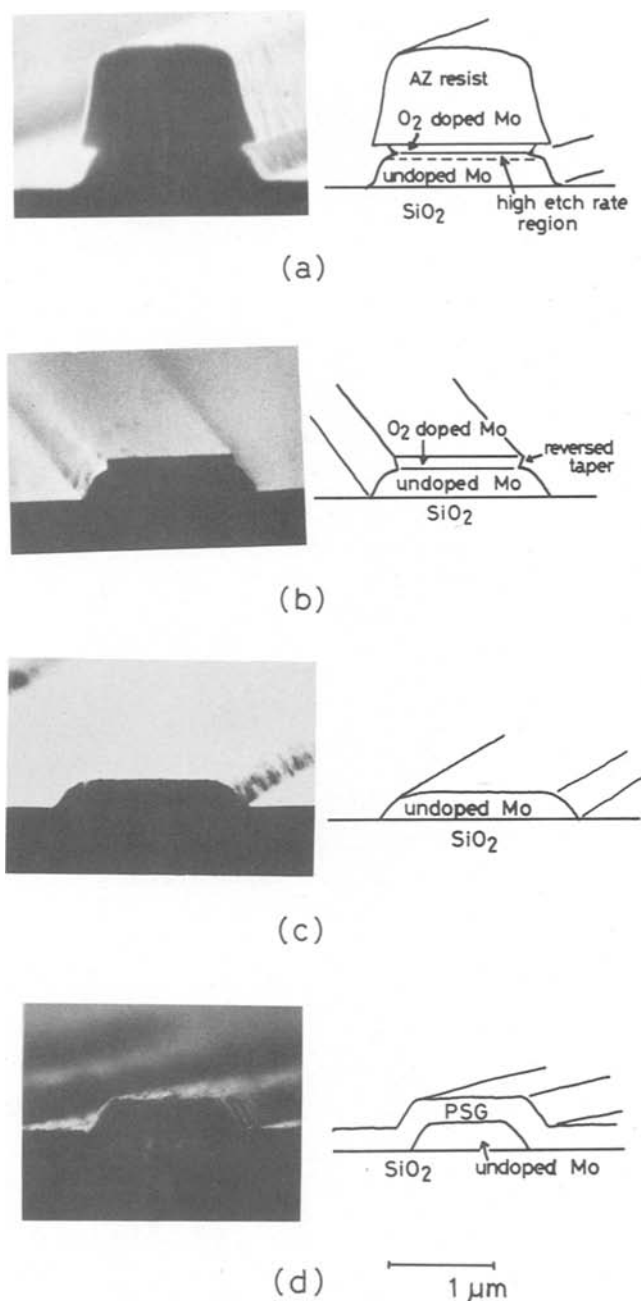 AZ resist
O₂ doped Mo
undoped Mo
high etch rate
region
SiO₂
(a)
O₂ doped Mo
reversed
taper
undoped Mo
SiO₂
(b)
undoped Mo
SiO₂
(c)
PSG
SiO₂
undoped Mo
(d)
1 μm